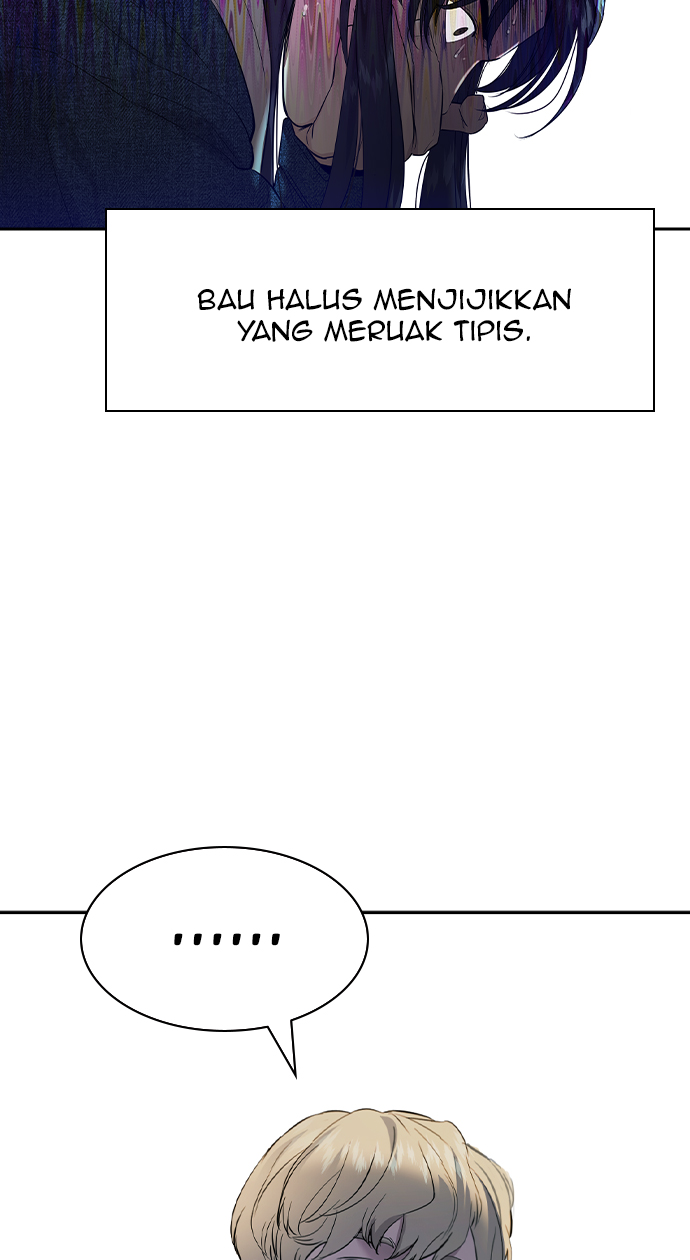 BAU HALUS MENJIJIKKAN
YANG MERUAK TIPIS.
......